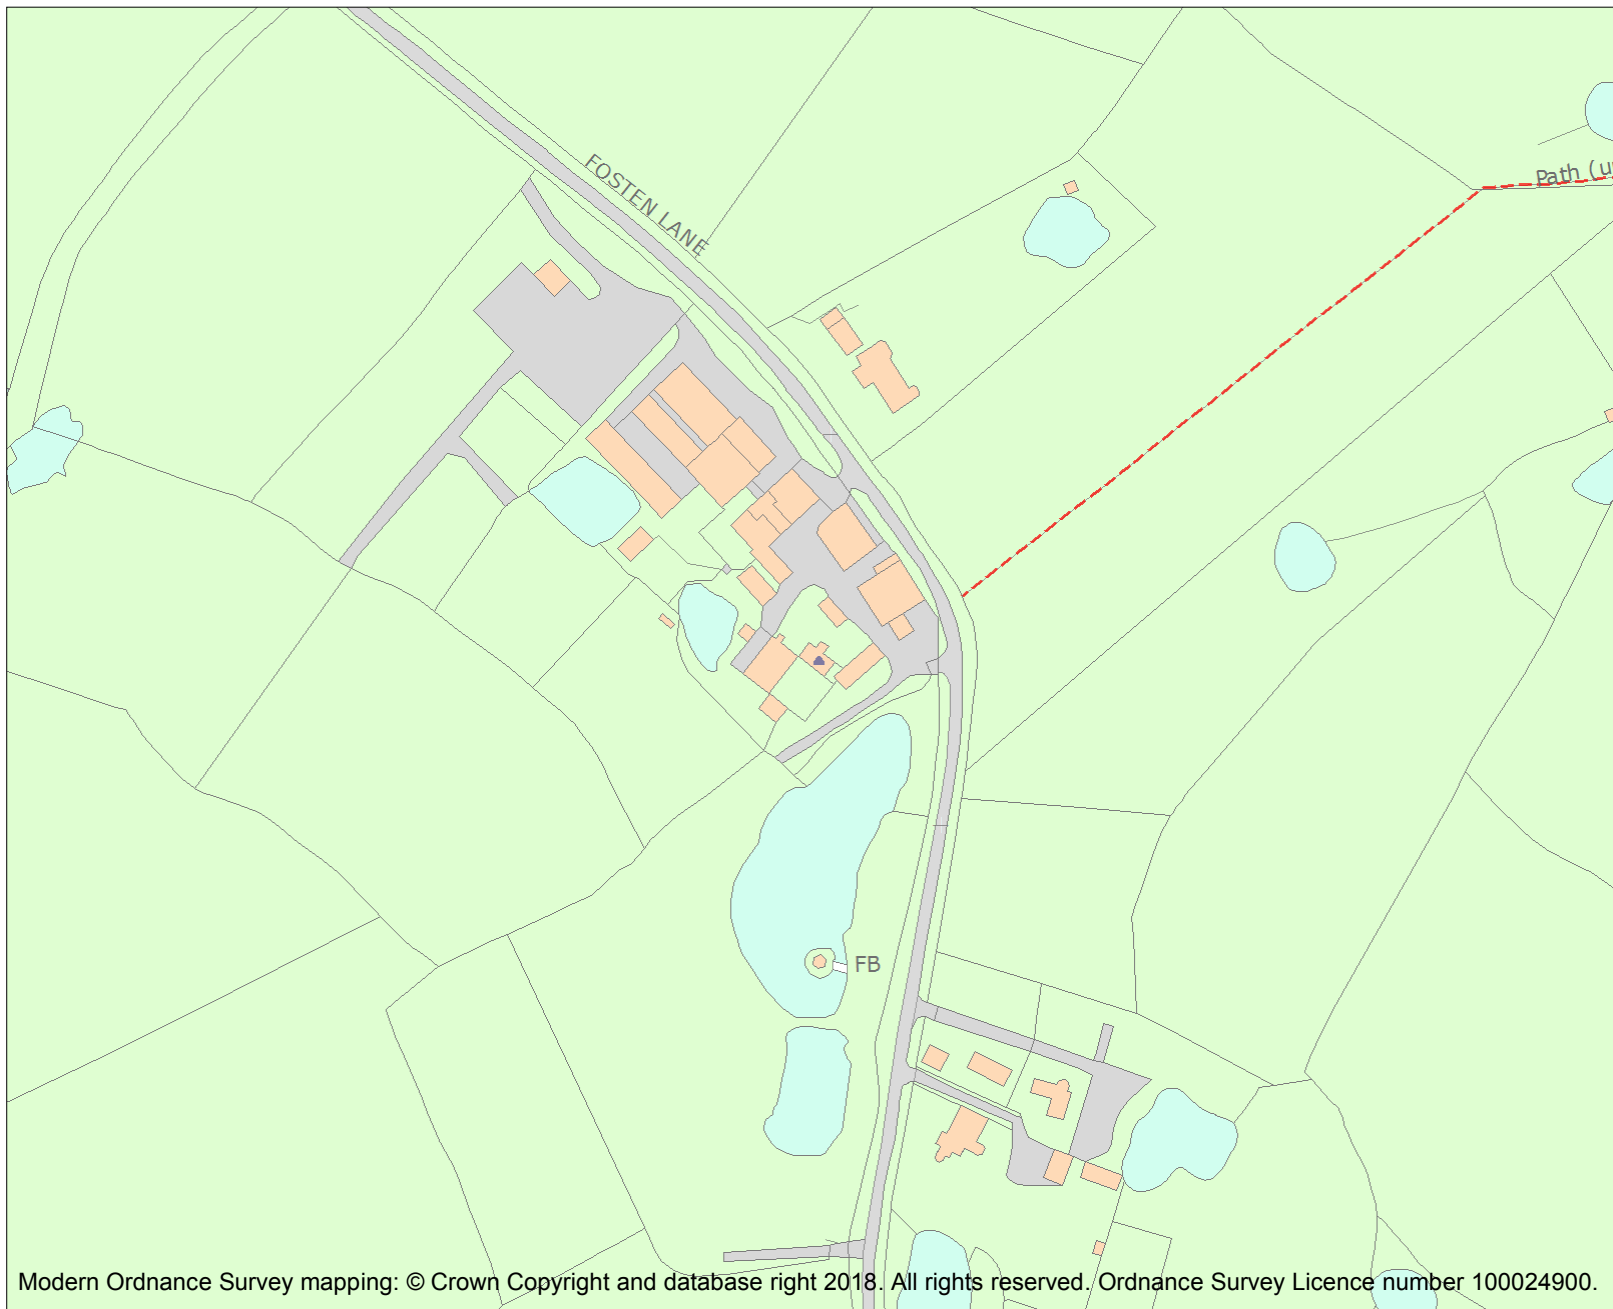 FOSTEN LANE
Path (u
FB
Modern Ordnance Survey mapping: © Crown Copyright and database right 2018. All rights reserved. Ordnance Survey Licence number 100024900.